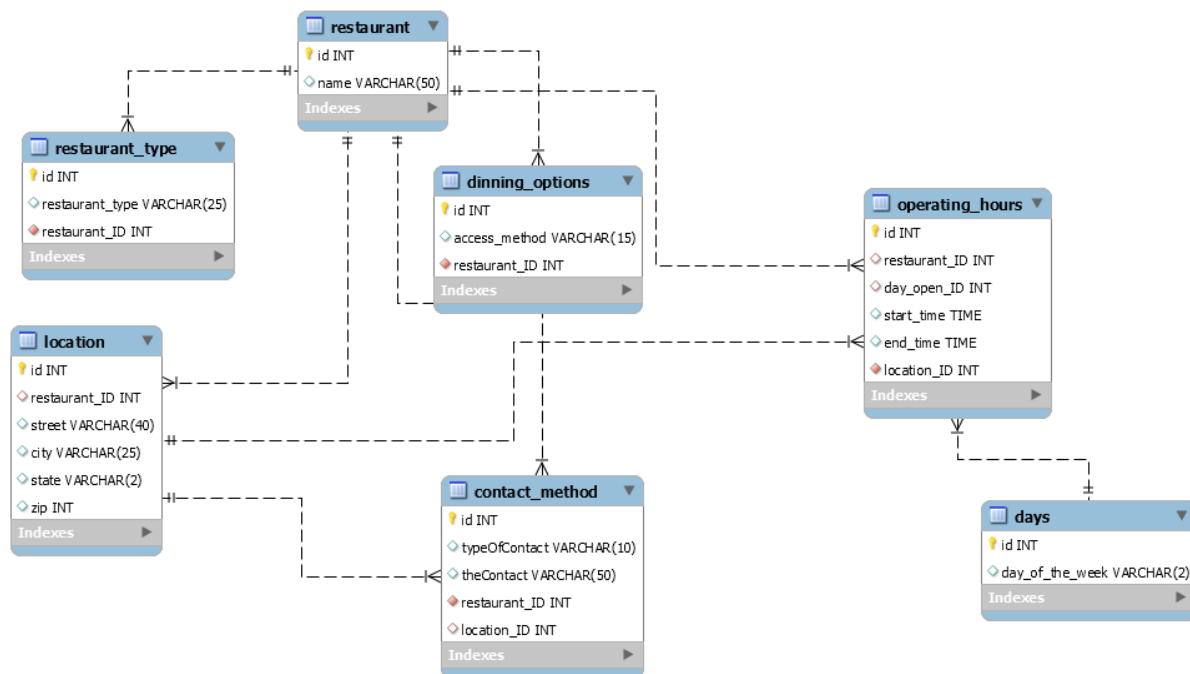 restaurant
id INT
name VARCHAR(50)
Indexes
restaurant_type
id INT
restaurant_type VARCHAR(25)
restaurant_ID INT
Indexes
dinning_options
id INT
access_method VARCHAR(15)
restaurant_ID INT
Indexes
operating_hours
id INT
restaurant_ID INT
day_open_ID INT
start_time TIME
end_time TIME
location_ID INT
Indexes
location
id INT
restaurant_ID INT
street VARCHAR(40)
city VARCHAR(25)
state VARCHAR(2)
zip INT
Indexes
contact_method
id INT
typeOfContact VARCHAR(10)
theContact VARCHAR(50)
restaurant_ID INT
location_ID INT
Indexes
days
id INT
day_of_the_week VARCHAR(2)
Indexes